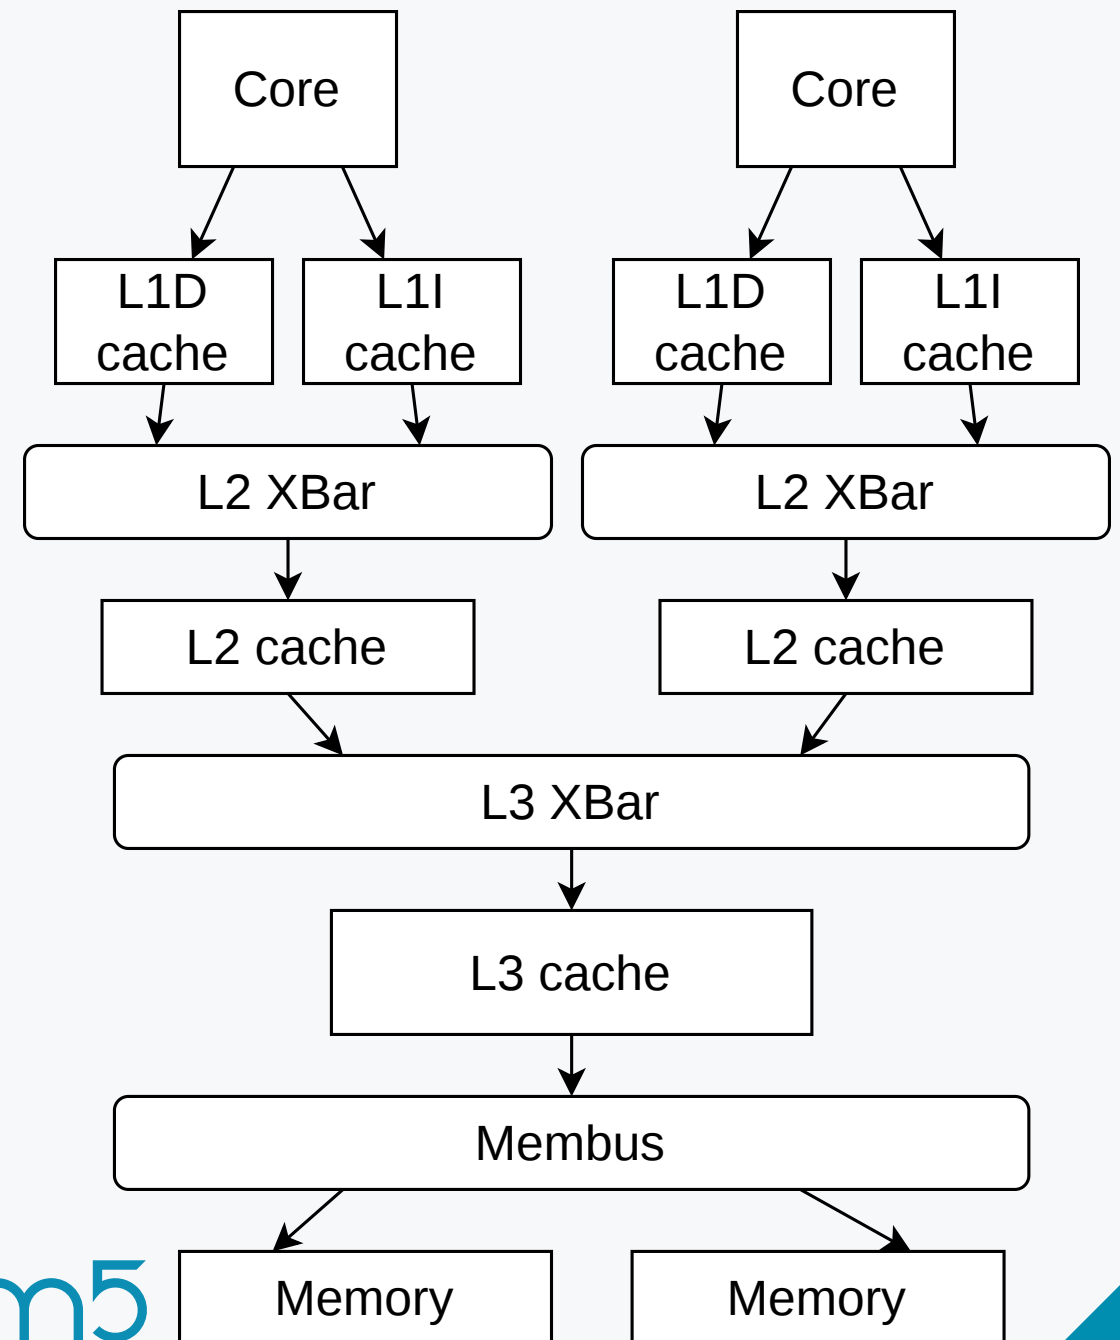 Core
Core
L1D
cache
L1I
cache
L1D
cache
L1I
cache
L2 XBar
L2 XBar
L2 cache
L2 cache
L3 XBar
L3 cache
Membus
Memory
Memory
m5